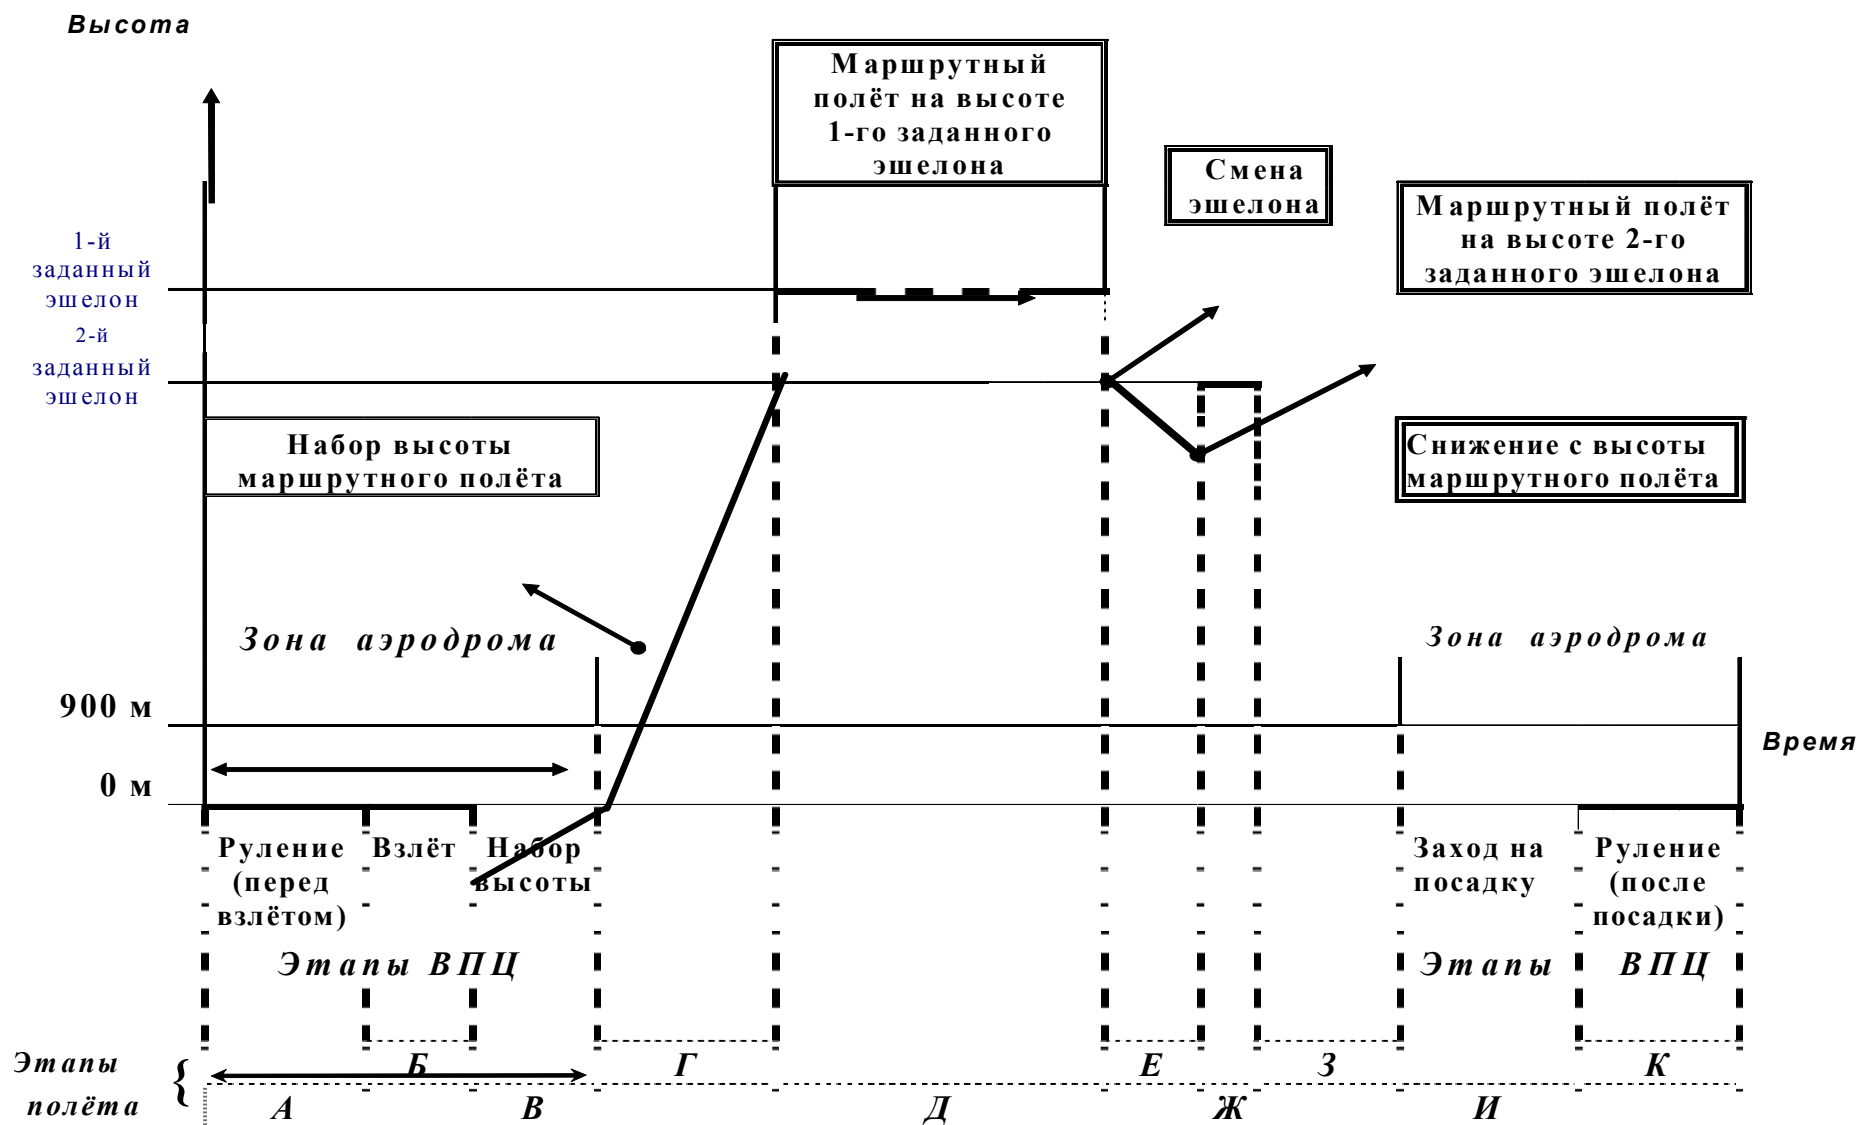 Высота
Маршрутный
полёт на высоте
1-го заданного
эшелона
Смена
эшелона
Маршрутный полёт
на высоте 2-го
заданного эшелона
1-й
заданный
эшелон
2-й
заданный
эшелон
Набор высоты
маршрутного полёта
Снижение с высоты
маршрутного полёта
Зона аэродрома
Зона аэродрома
900 м
Время
0 м
Руление
(перед
взлётом)
Взлёт
Набор
высоты
Заход на
посадку
Руление
(после
посадки)
Этапы ВПЦ
Этапы ВПЦ
Этапы
полёта
{
Б
Г
Е
З
К
А
В
Д
Ж
И